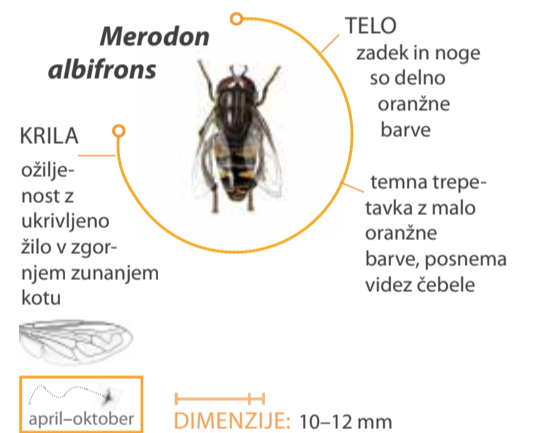 Merodon
albifrons
TELO
zadek in noge
so delno
oranžne
barve
temna trepe-
tavka z malo
oranžne
barve, posnema
videz čebele
KRILA
ožilje-
nost z
ukrivljeno
žilo v zgor-
njem zunanjem
kotu
april–oktober
DIMENZIJE: 10–12 mm